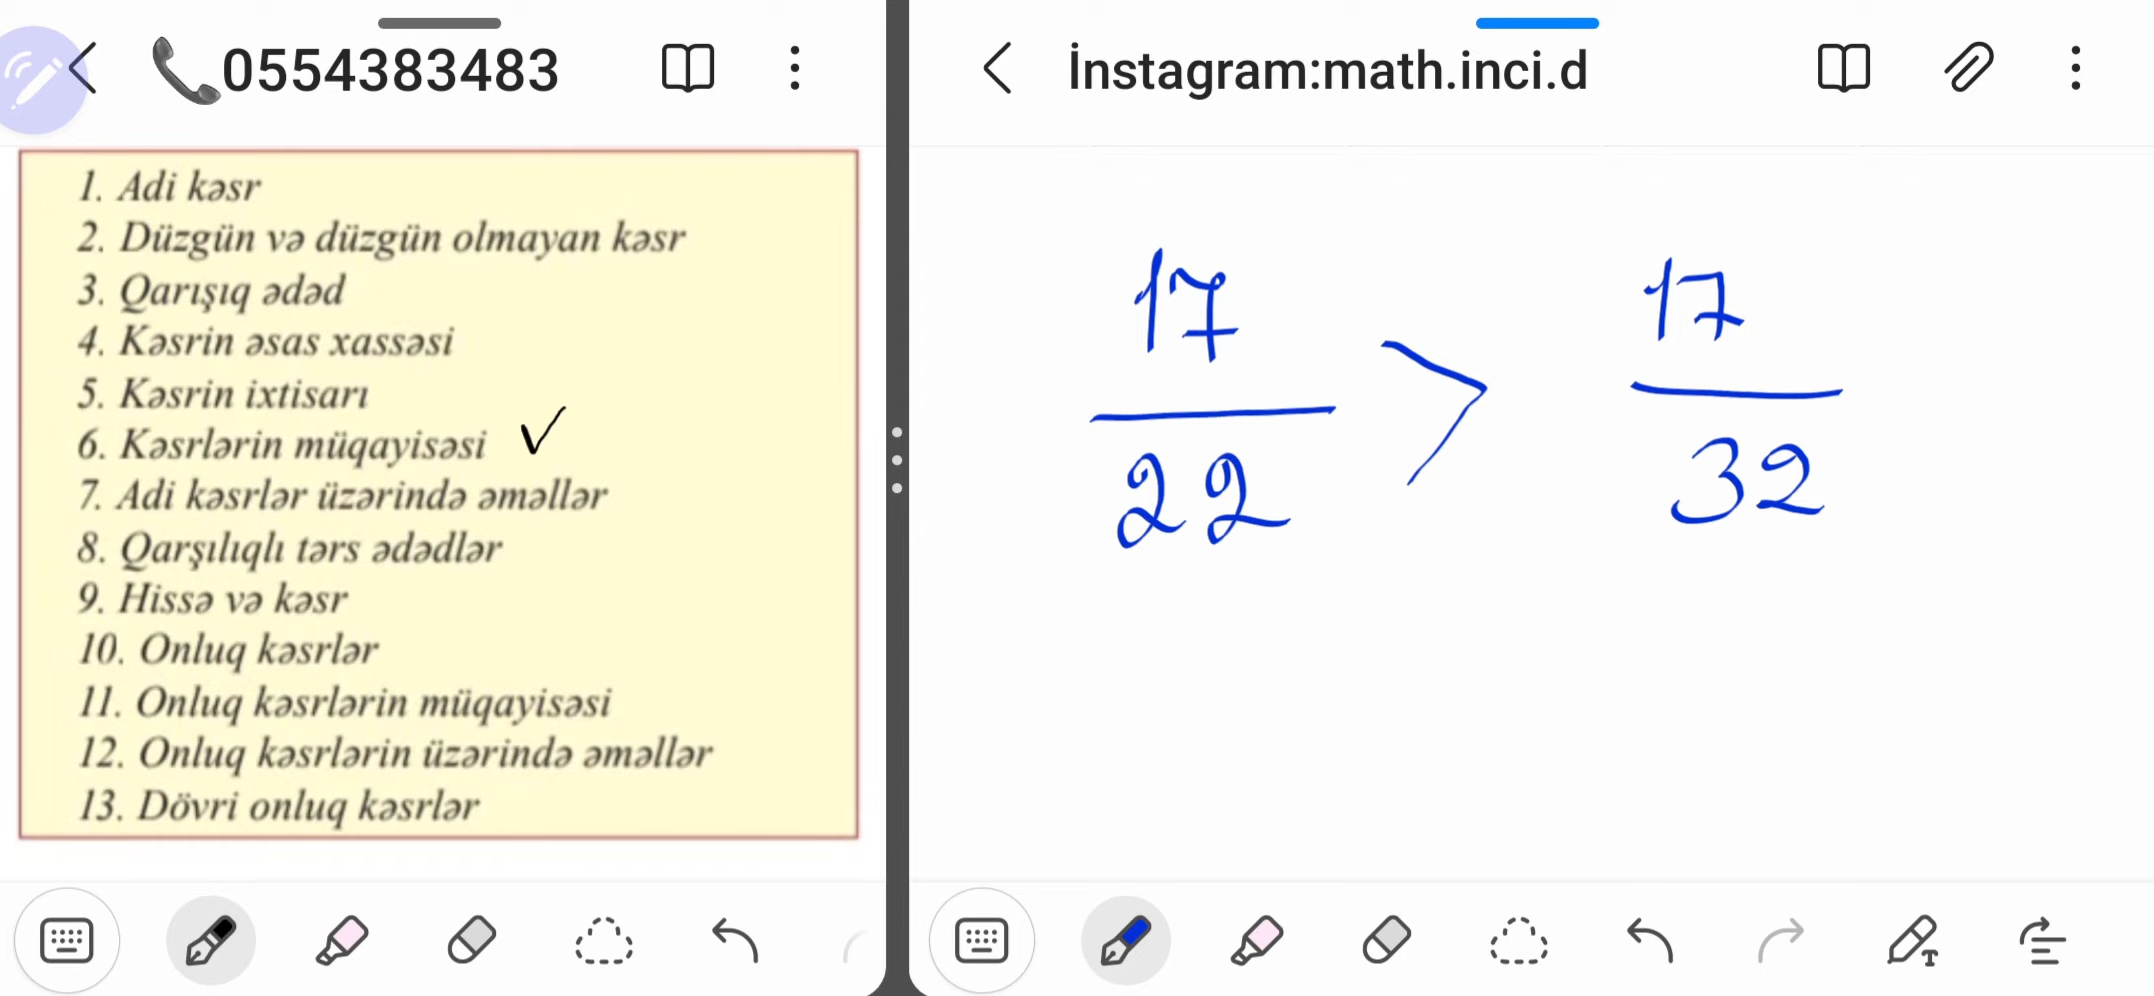 0554383483
1. Adi kəsr
2. Düzgün və düzgün olmayan kəsr
3. Qarışıq ədəd
4. Kəsrin əsas xassəsi
5. Kəsrin ixtisarı
6. Kəsrlərin müqayisəsi ✓
7. Adi kəsrlər üzərində əməllər
8. Qarşılıqlı tərs ədədlər
9. Hissə və kəsr
10. Onluq kəsrlər
11. Onluq kəsrlərin müqayisəsi
12. Onluq kəsrlərin üzərində əməllər
13. Dövri onluq kəsrlər
İnstagram:math.inci.d
17/22 > 17/32